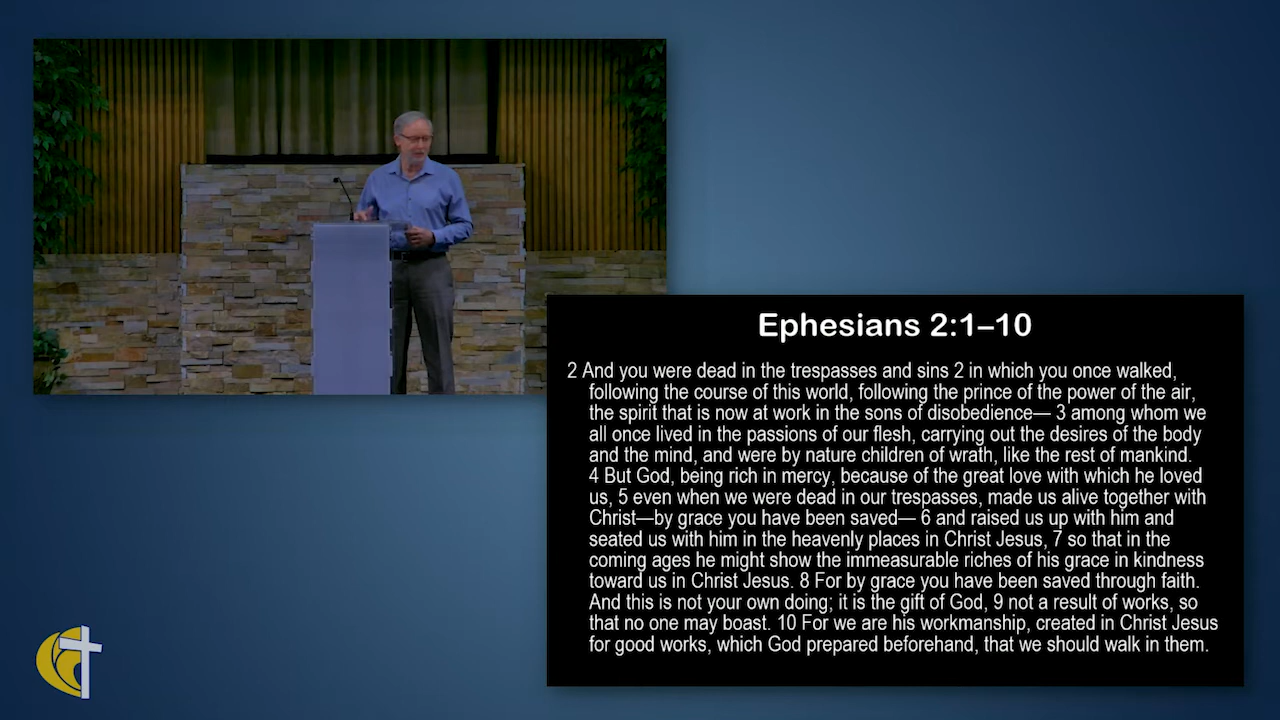 Ephesians 2:1–10
2 And you were dead in the trespasses and sins 2 in which you once walked,
following the course of this world, following the prince of the power of the air,
the spirit that is now at work in the sons of disobedience— 3 among whom we
all once lived in the passions of our flesh, carrying out the desires of the body
and the mind, and were by nature children of wrath, like the rest of mankind.
4 But God, being rich in mercy, because of the great love with which he loved
us, 5 even when we were dead in our trespasses, made us alive together with
Christ—by grace you have been saved— 6 and raised us up with him and
seated us with him in the heavenly places in Christ Jesus, 7 so that in the
coming ages he might show the immeasurable riches of his grace in kindness
toward us in Christ Jesus. 8 For by grace you have been saved through faith.
And this is not your own doing; it is the gift of God, 9 not a result of works, so
that no one may boast. 10 For we are his workmanship, created in Christ Jesus
for good works, which God prepared beforehand, that we should walk in them.